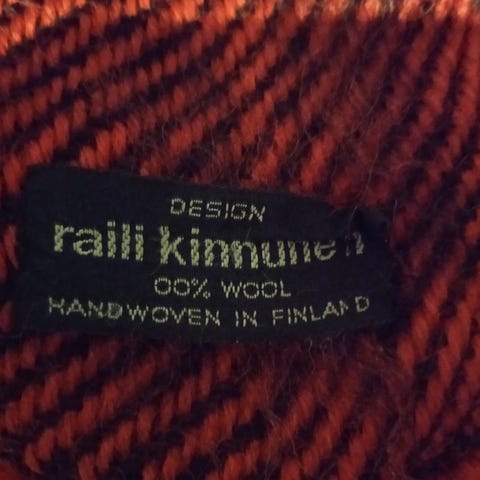 DESIGN
raili kinnunen
00% WOOL
HANDWOVEN IN FINLAND